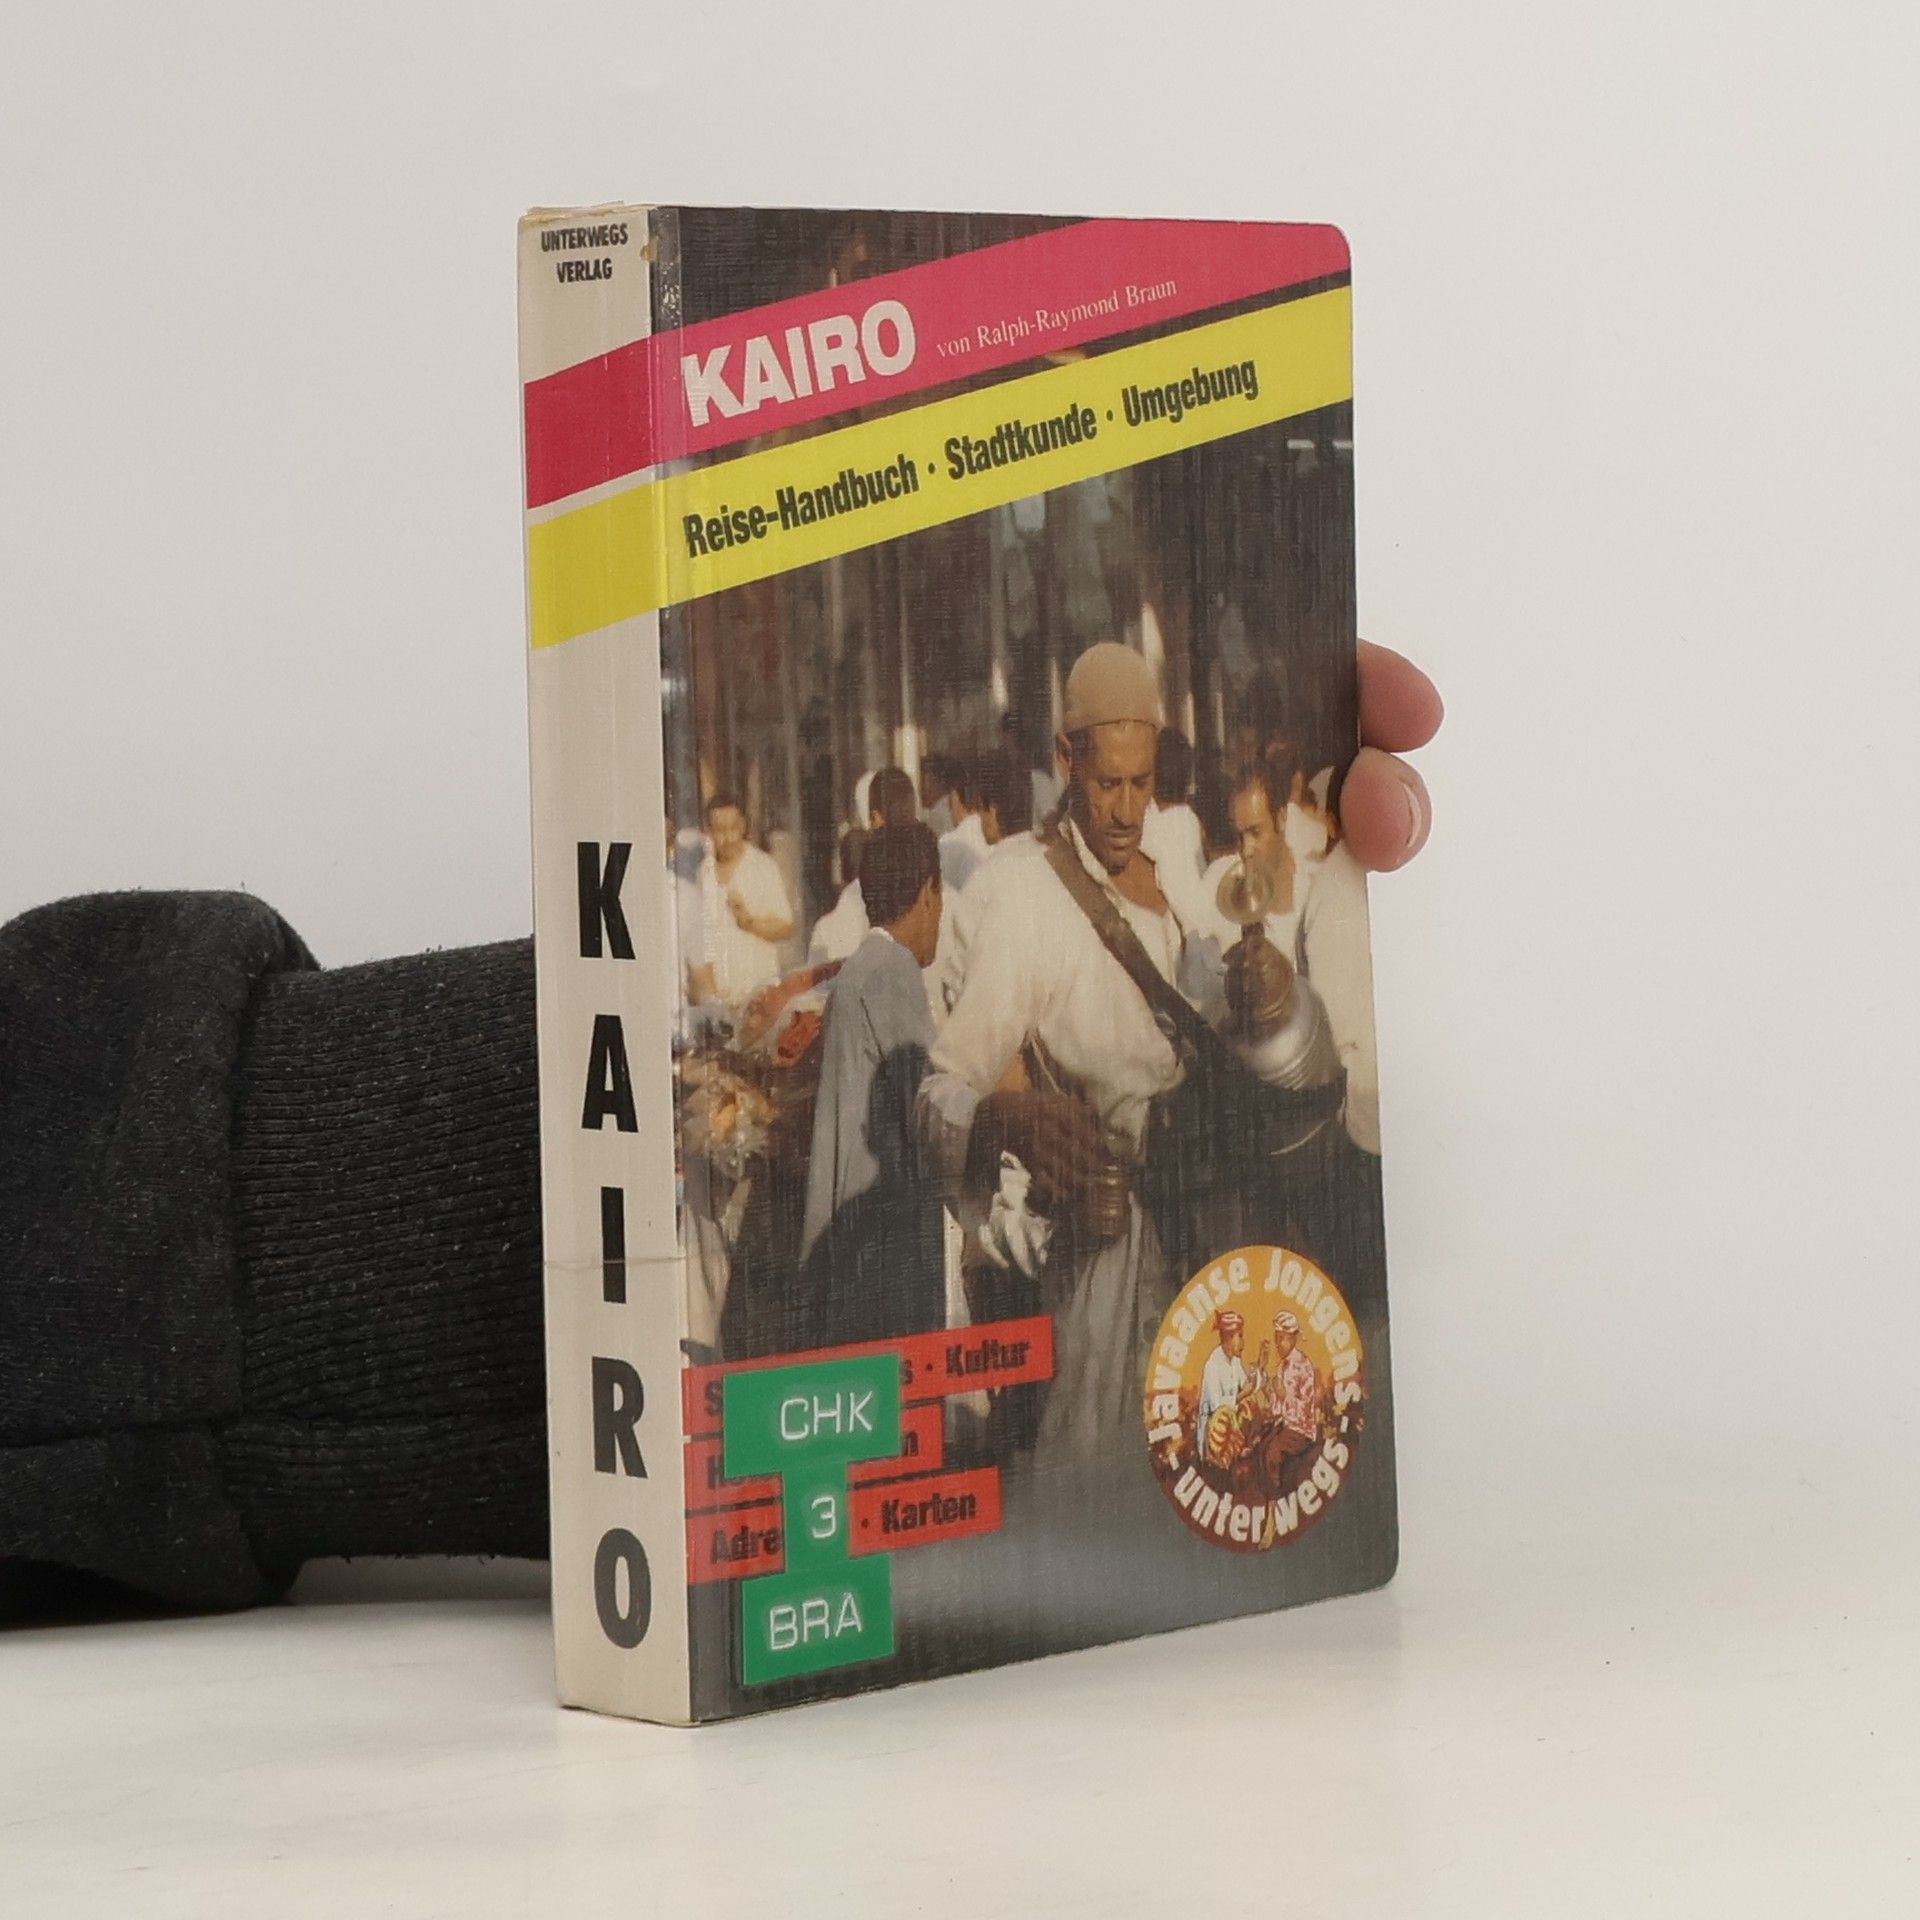 UNTERWEGS
VERLAG
KAIRO
KAIRO
von Ralph-Raymond Braun
Reise-Handbuch · Stadtkunde · Umgebung
· Kultur
· Karten
CHK
3
BRA
Javaanse Jongens
-unterwegs-